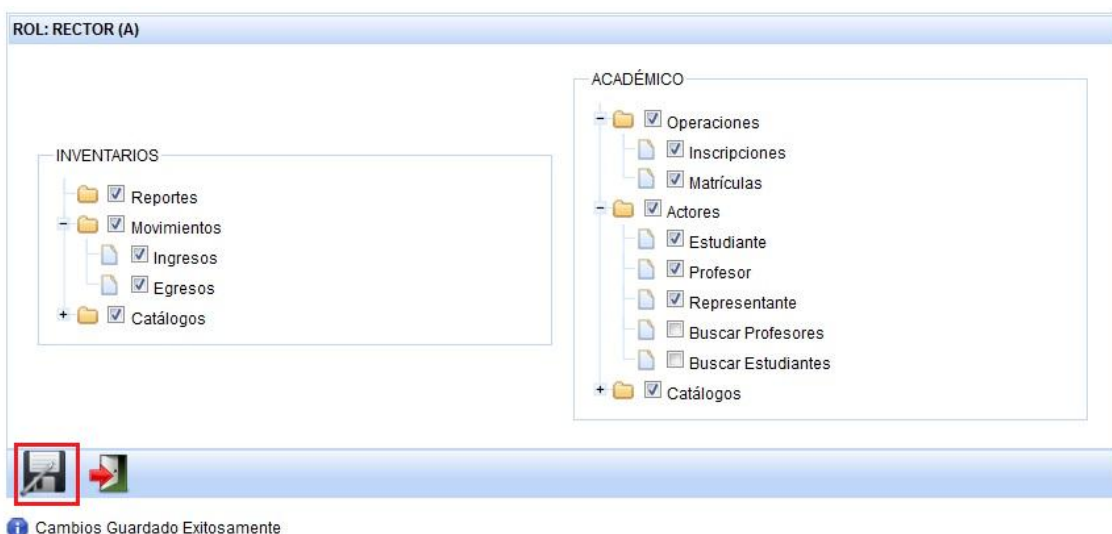 ROL: RECTOR (A)
INVENTARIOS
Reportes
Movimientos
Ingresos
Egresos
Catálogos
ACADÉMICO
Operaciones
Inscripciones
Matrículas
Actores
Estudiante
Profesor
Representante
Buscar Profesores
Buscar Estudiantes
Catálogos
Cambios Guardado Exitosamente